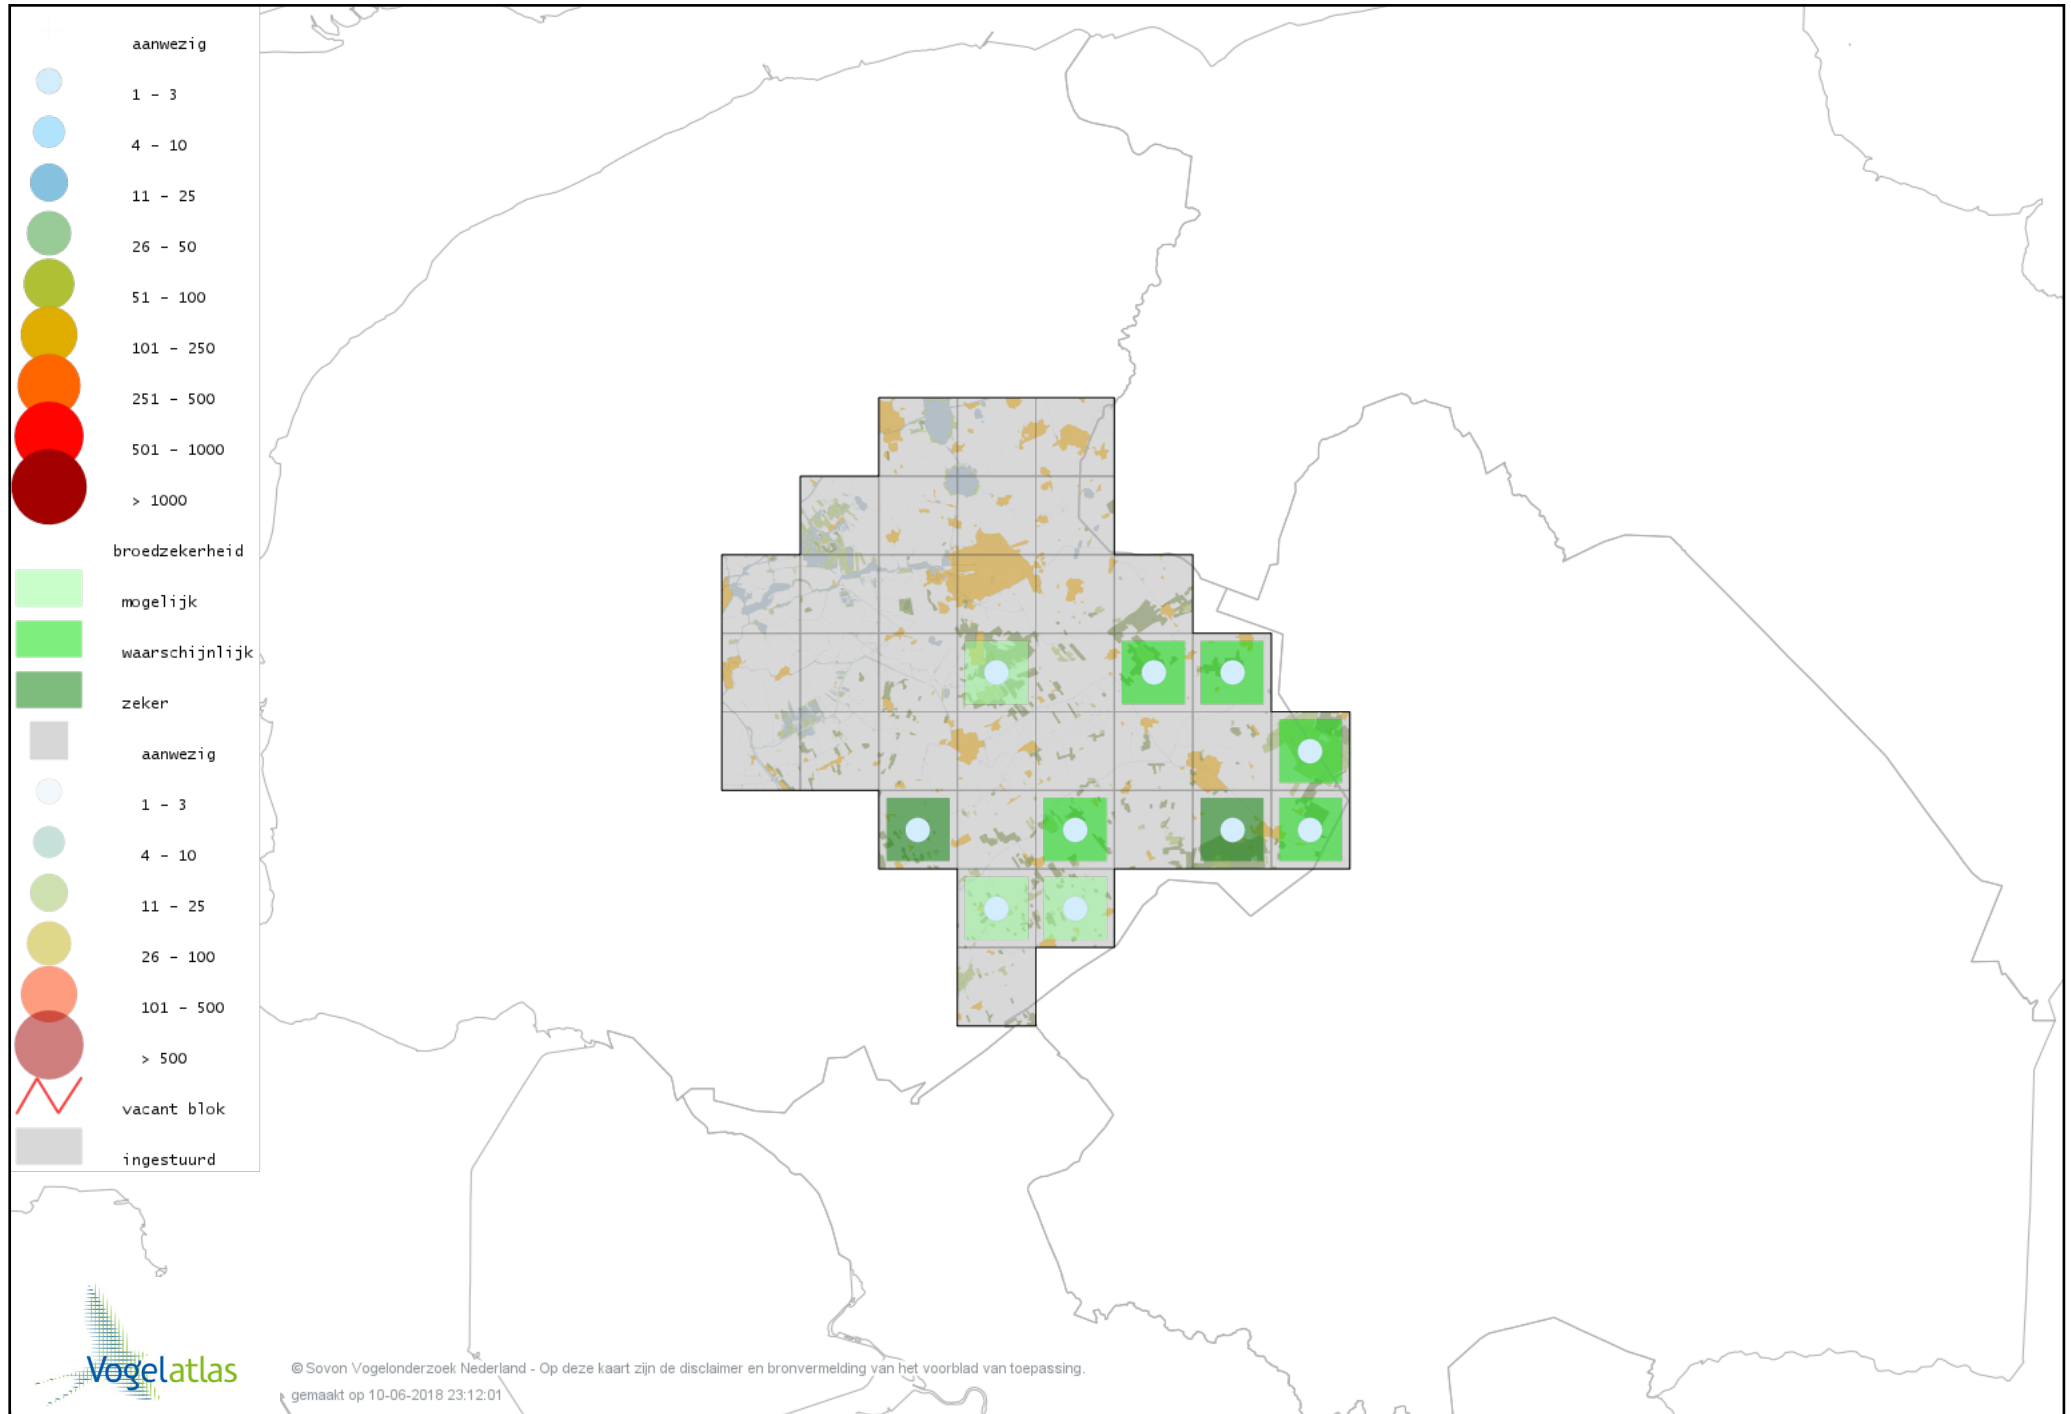 aanwezig
1 - 3
4 - 10
11 - 25
26 - 50
51 - 100
101 - 250
251 - 500
501 - 1000
> 1000
broedzekerheid
mogelijk
waarschijnlijk
zeker
aanwezig
1 - 3
4 - 10
11 - 25
26 - 100
101 - 500
> 500
vacant blok
ingestuurd
Vogelatlas
© Sovon Vogelonderzoek Nederland - Op deze kaart zijn de disclaimer en bronvermelding van het voorblad van toepassing.
gemaakt op 10-06-2018 23:12:01